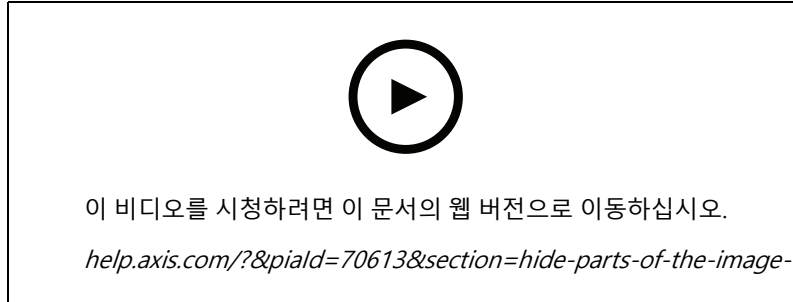 이 비디오를 시청하려면 이 문서의 웹 버전으로 이동하십시오.
help.axis.com/?&piaId=70613&section=hide-parts-of-the-image-